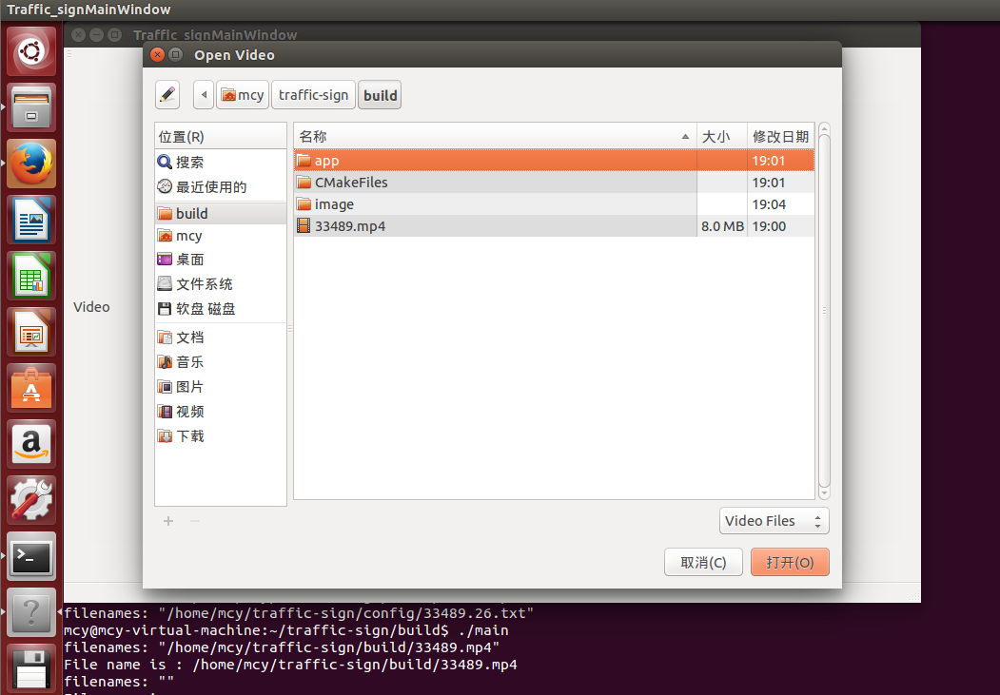 Traffic_signMainWindow
Traffic_signMainWindow
Open Video
mcy
traffic-sign
build
位置(R)
名称
大小
修改日期
搜索
最近使用的
build
mcy
桌面
文件系统
软盘 磁盘
文档
音乐
图片
视频
下载
app
19:01
CMakeFiles
19:01
image
19:04
33489.mp4
8.0 MB
19:00
Video
Video Files
取消(C)
打开(O)
filenames: "/home/mcy/traffic-sign/config/33489.26.txt"
mcy@mcy-virtual-machine:~/traffic-sign/build$ ./main
filenames: "/home/mcy/traffic-sign/build/33489.mp4"
File name is : /home/mcy/traffic-sign/build/33489.mp4
filenames: ""